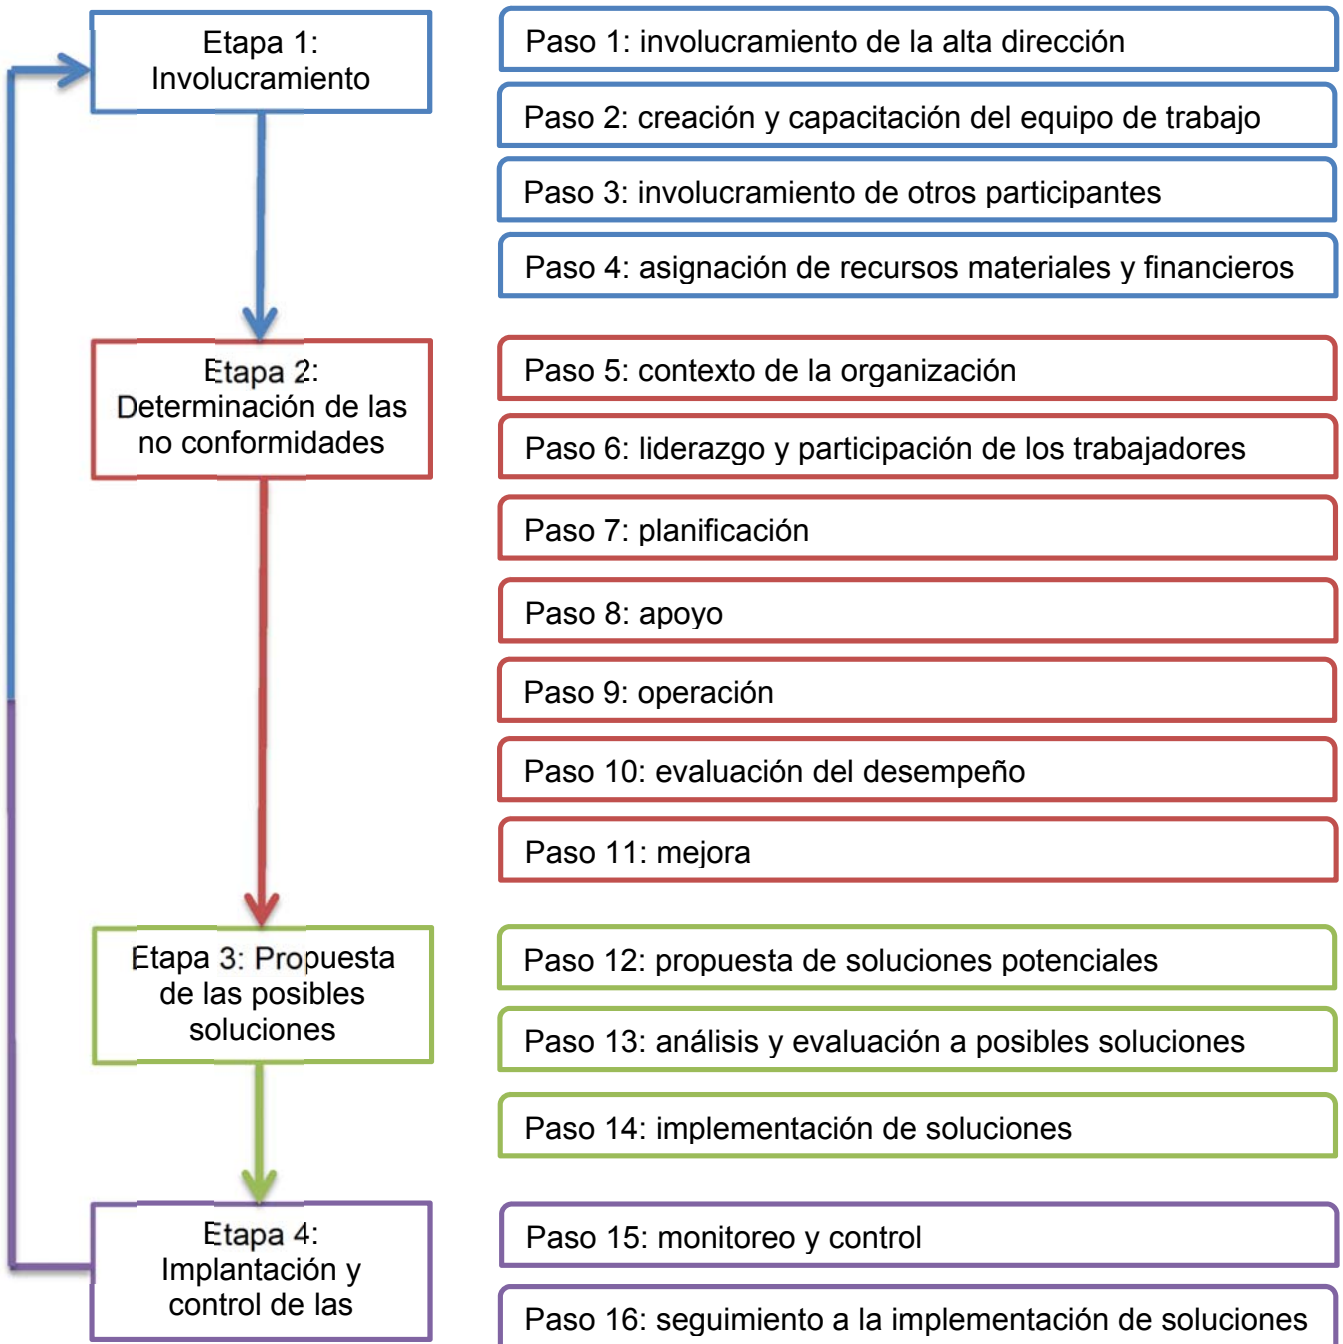 Etapa 1:
Involucramiento
Paso 1: involucramiento de la alta dirección
Paso 2: creación y capacitación del equipo de trabajo
Paso 3: involucramiento de otros participantes
Paso 4: asignación de recursos materiales y financieros
Etapa 2:
Determinación de las
no conformidades
Paso 5: contexto de la organización
Paso 6: liderazgo y participación de los trabajadores
Paso 7: planificación
Paso 8: apoyo
Paso 9: operación
Paso 10: evaluación del desempeño
Paso 11: mejora
Etapa 3: Propuesta
de las posibles
soluciones
Paso 12: propuesta de soluciones potenciales
Paso 13: análisis y evaluación a posibles soluciones
Paso 14: implementación de soluciones
Etapa 4:
Implantación y
control de las
Paso 15: monitoreo y control
Paso 16: seguimiento a la implementación de soluciones